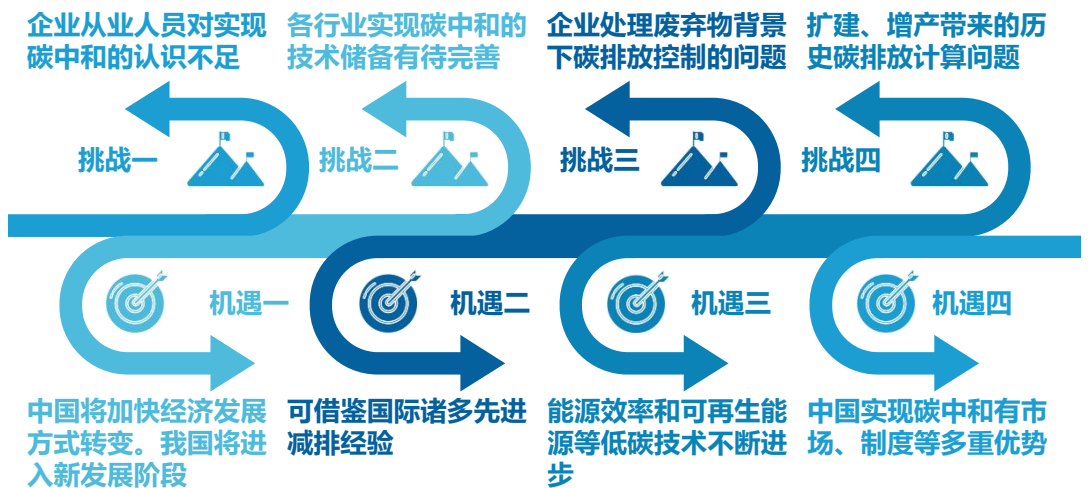 企业从业人员对实现
碳中和的认识不足
各行业实现碳中和的
技术储备有待完善
企业处理废弃物背景
下碳排放控制的问题
扩建、增产带来的历
史碳排放计算问题
挑战一
挑战二
挑战三
挑战四
机遇一
机遇二
机遇三
机遇四
中国将加快经济发展
方式转变。我国将进
入新发展阶段
可借鉴国际诸多先进
减排经验
能源效率和可再生能
源等低碳技术不断进
步
中国实现碳中和有市
场、制度等多重优势